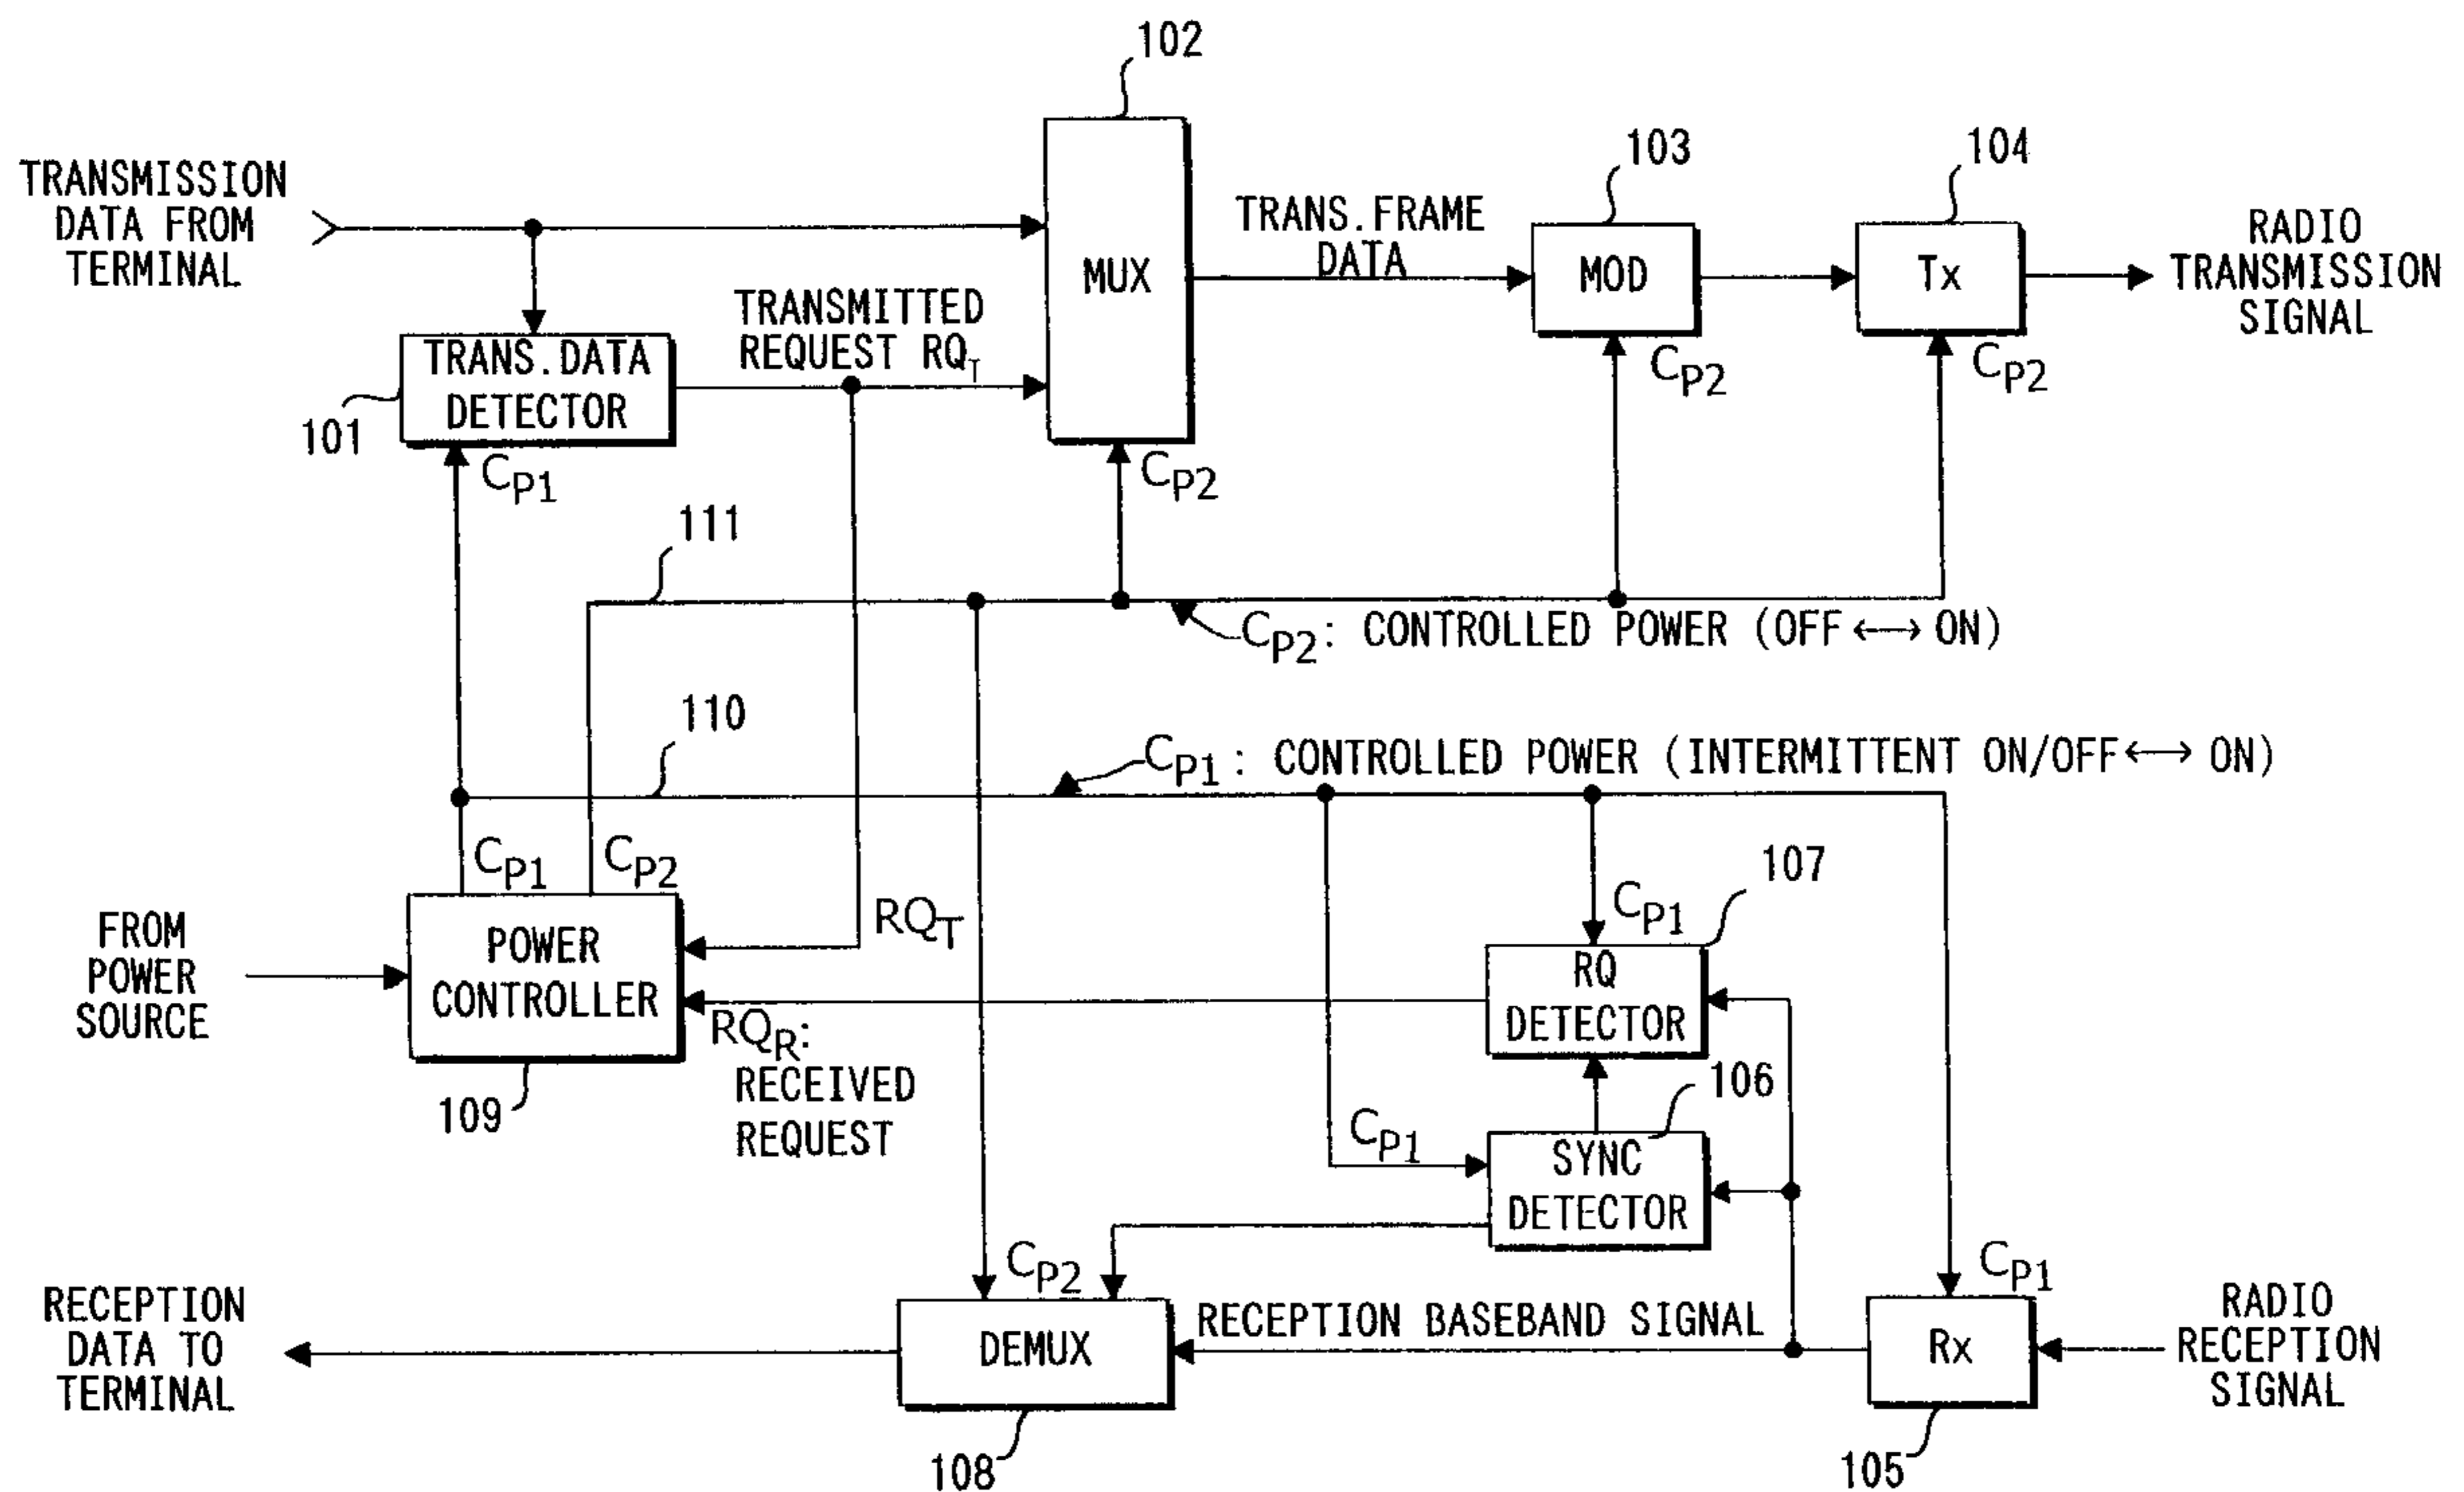 102
103
104
TRANSMISSION
DATA FROM
TERMINAL
TRANS.FRAME
DATA
RADIO
TRANSMISSION
SIGNAL
MUX
MOD
Tx
TRANSMITTED
REQUEST RQT
TRANS.DATA
DETECTOR
101
CP1
CP2
CP2
CP2
111
CP2: CONTROLLED POWER (OFF ↔ ON)
110
CP1: CONTROLLED POWER (INTERMITTENT ON/OFF ↔ ON)
CP1
CP2
107
CP1
FROM
POWER
SOURCE
POWER
CONTROLLER
RQT
RQ
DETECTOR
RQR:
RECEIVED
REQUEST
109
106
CP1
SYNC
DETECTOR
CP2
CP1
RECEPTION
DATA TO
TERMINAL
DEMUX
RECEPTION BASEBAND SIGNAL
Rx
RADIO
RECEPTION
SIGNAL
108
105